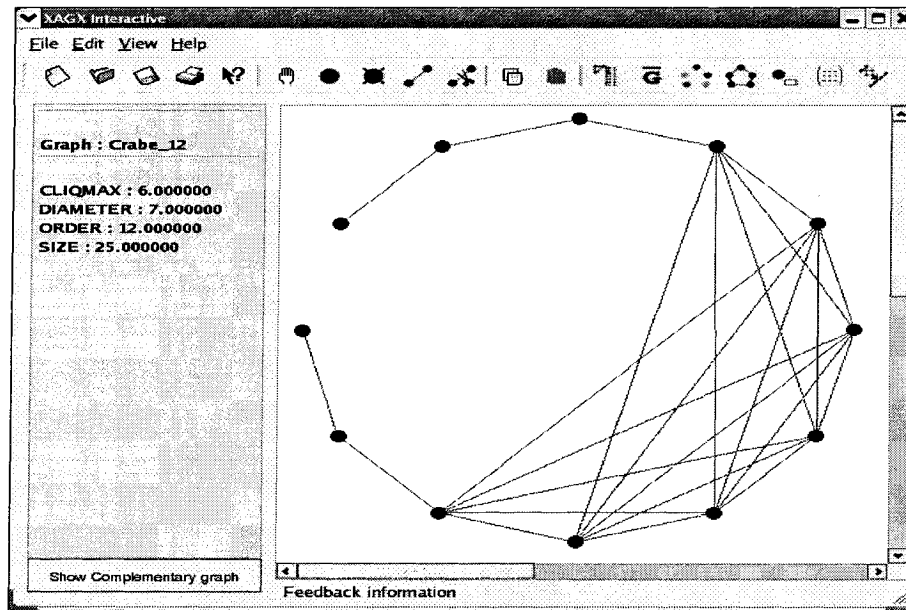 XAGX Interactive
File Edit View Help
G
Graph : Crabe_12
CLIQMAX : 6.000000
DIAMETER : 7.000000
ORDER : 12.000000
SIZE : 25.000000
Show Complementary graph
Feedback information